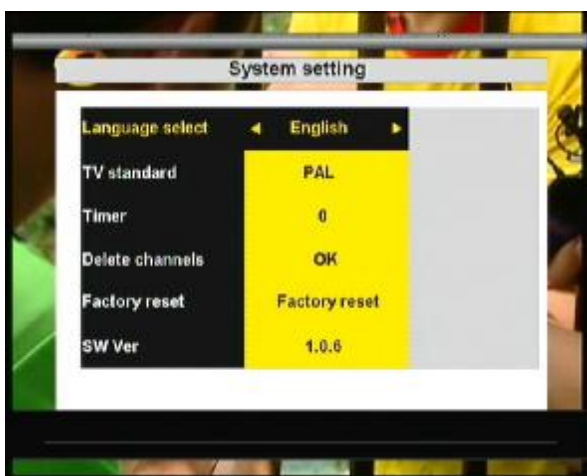 System setting
Language select English
TV standard PAL
Timer 0
Delete channels OK
Factory reset Factory reset
SW Ver 1.0.6